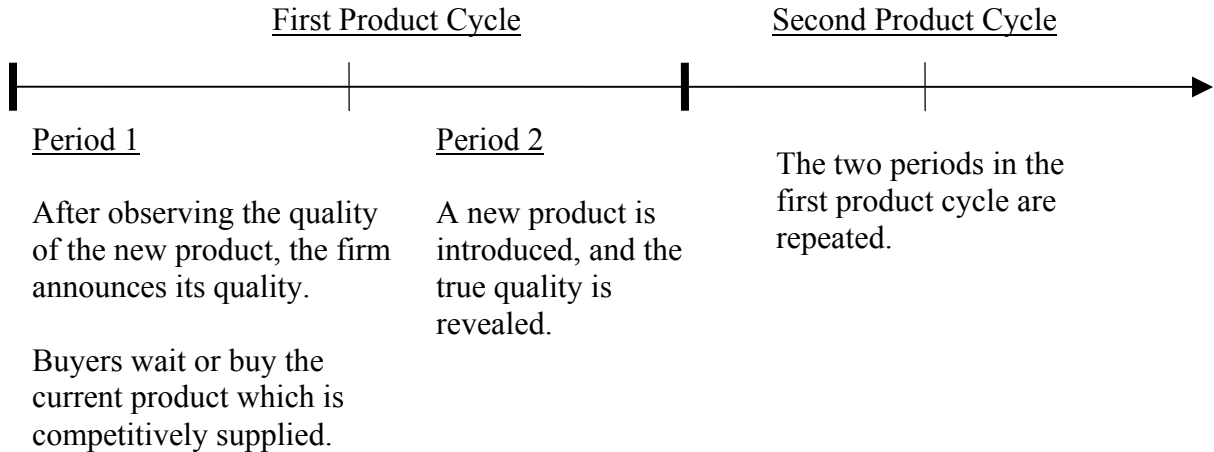 First Product Cycle
Second Product Cycle
Period 1
After observing the quality
of the new product, the firm
announces its quality.
Buyers wait or buy the
current product which is
competitively supplied.
Period 2
A new product is
introduced, and the
true quality is
revealed.
The two periods in the
first product cycle are
repeated.